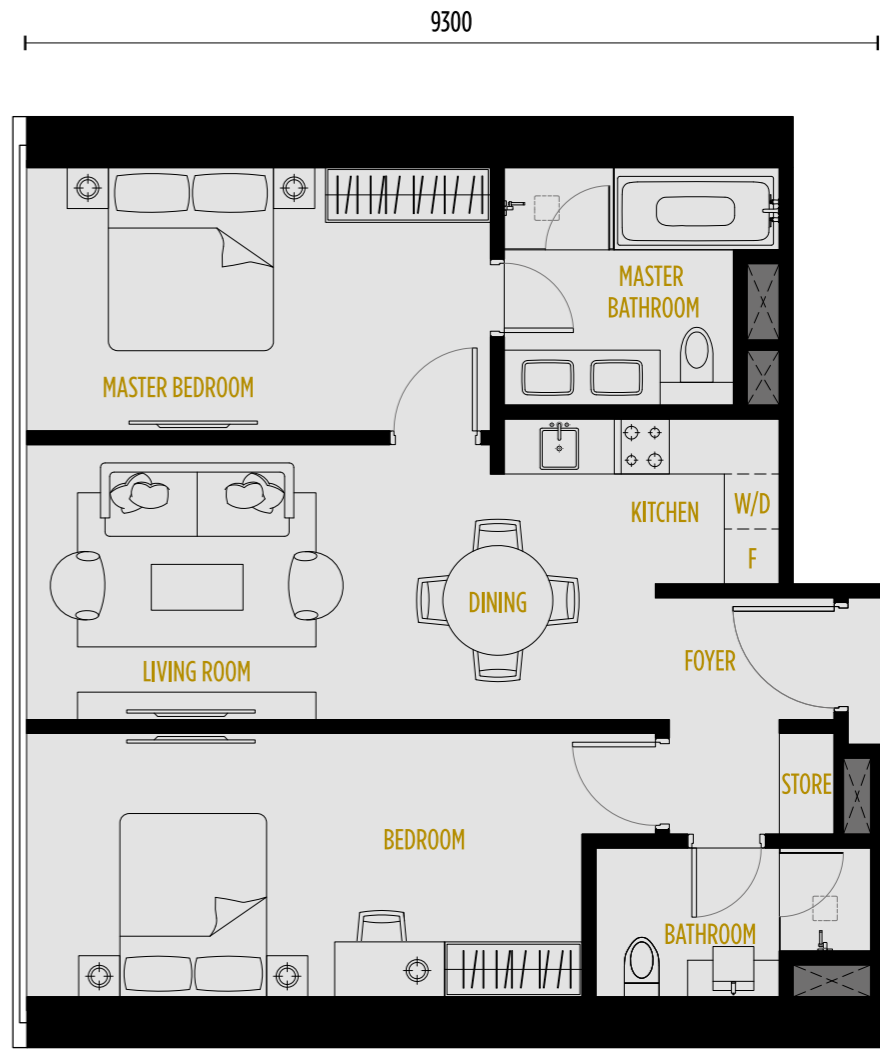 9300
MASTER
BATHROOM
MASTER BEDROOM
KITCHEN
W/D
F
DINING
LIVING ROOM
FOYER
STORE
BEDROOM
BATHROOM